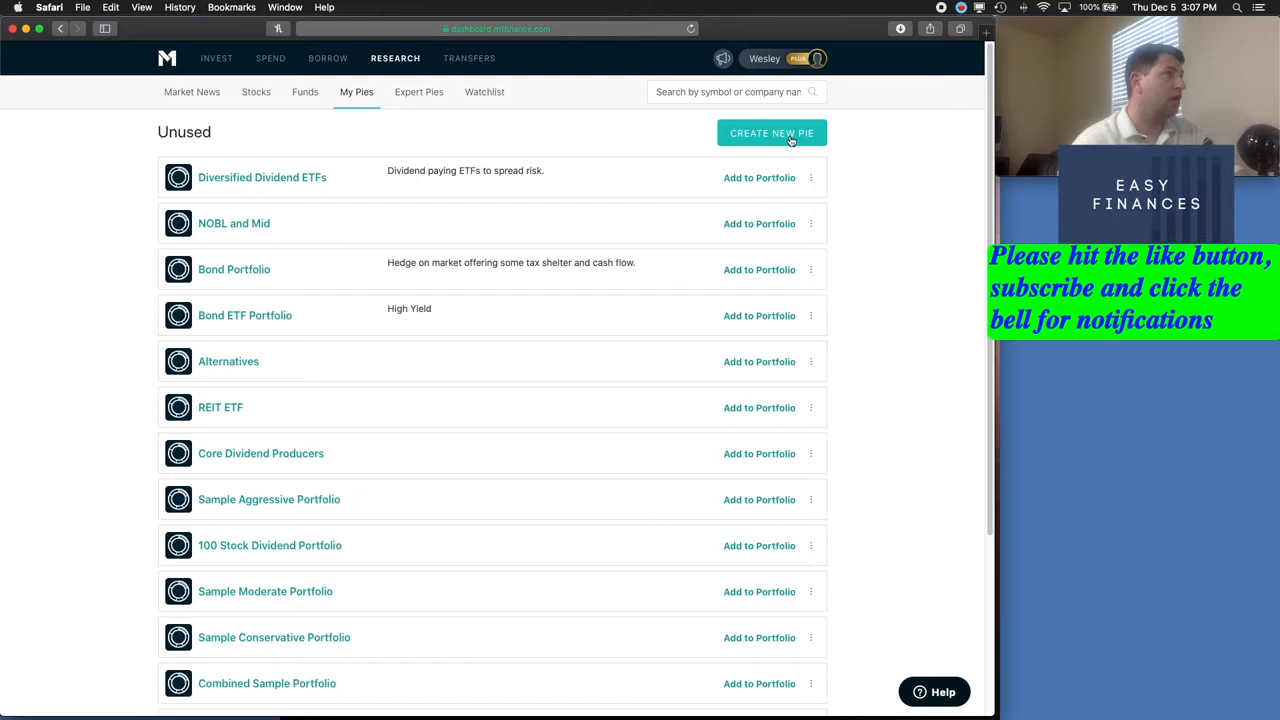 Safari File Edit View History Bookmarks Window Help
100% Thu Dec 5 3:07 PM
dashboard.m1finance.com
INVEST SPEND BORROW RESEARCH TRANSFERS
Wesley PLUS
Market News Stocks Funds My Pies Expert Pies Watchlist
Search by symbol or company nam
Unused
CREATE NEW PIE
Diversified Dividend ETFs Dividend paying ETFs to spread risk. Add to Portfolio
NOBL and Mid Add to Portfolio
Bond Portfolio Hedge on market offering some tax shelter and cash flow. Add to Portfolio
Bond ETF Portfolio High Yield Add to Portfolio
Alternatives Add to Portfolio
REIT ETF Add to Portfolio
Core Dividend Producers Add to Portfolio
Sample Aggressive Portfolio Add to Portfolio
100 Stock Dividend Portfolio Add to Portfolio
Sample Moderate Portfolio Add to Portfolio
Sample Conservative Portfolio Add to Portfolio
Combined Sample Portfolio Add to Portfolio
Help
EASY
FINANCES
Please hit the like button,
subscribe and click the
bell for notifications